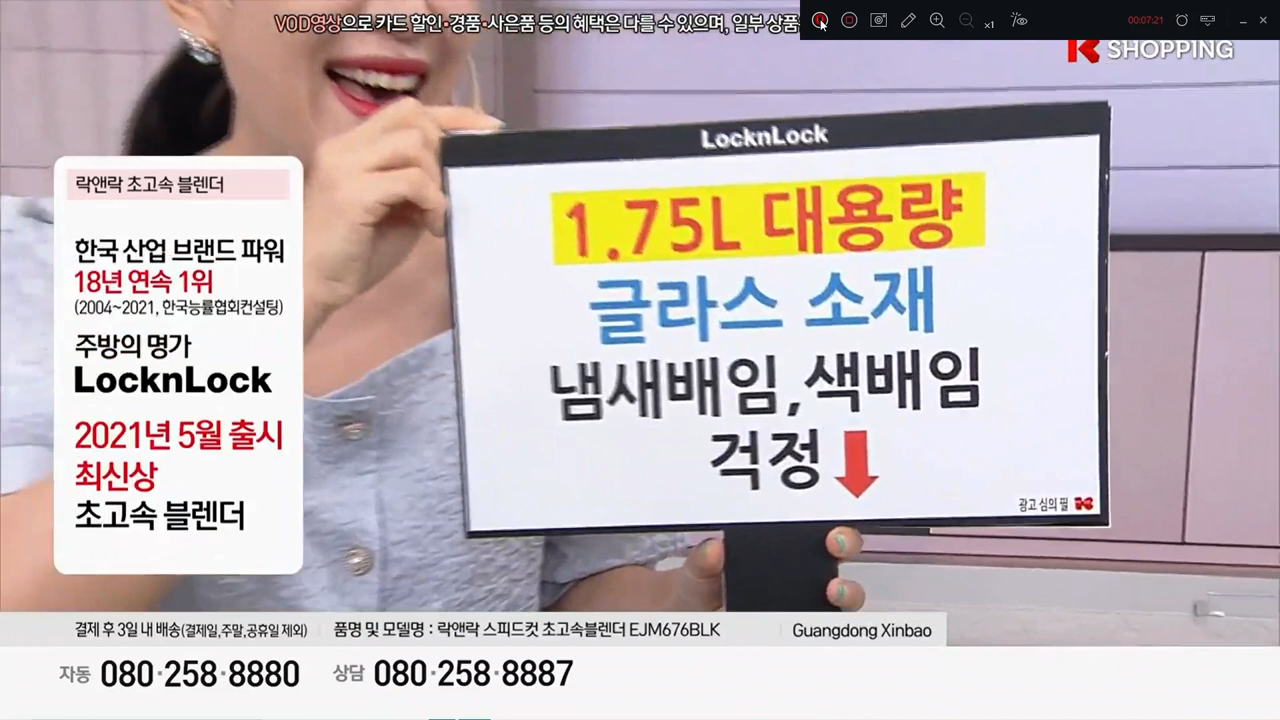 VOD영상으로 카드 할인·경품·사은품 등의 혜택은 다를 수 있으며, 일부 상품
x1
00:07:21
K SHOPPING
LocknLock
1.75L 대용량
글라스 소재
냄새배임,색배임
걱정
광고 심의 필
락앤락 초고속 블렌더
한국 산업 브랜드 파워
18년 연속 1위
(2004~2021, 한국능률협회컨설팅)
주방의 명가
LocknLock
2021년 5월 출시
최신상
초고속 블렌더
결제 후 3일 내 배송(결제일,주말,공휴일 제외)
품명 및 모델명 : 락앤락 스피드컷 초고속블렌더 EJM676BLK
Guangdong Xinbao
자동 080·258·8880
상담 080·258·8887